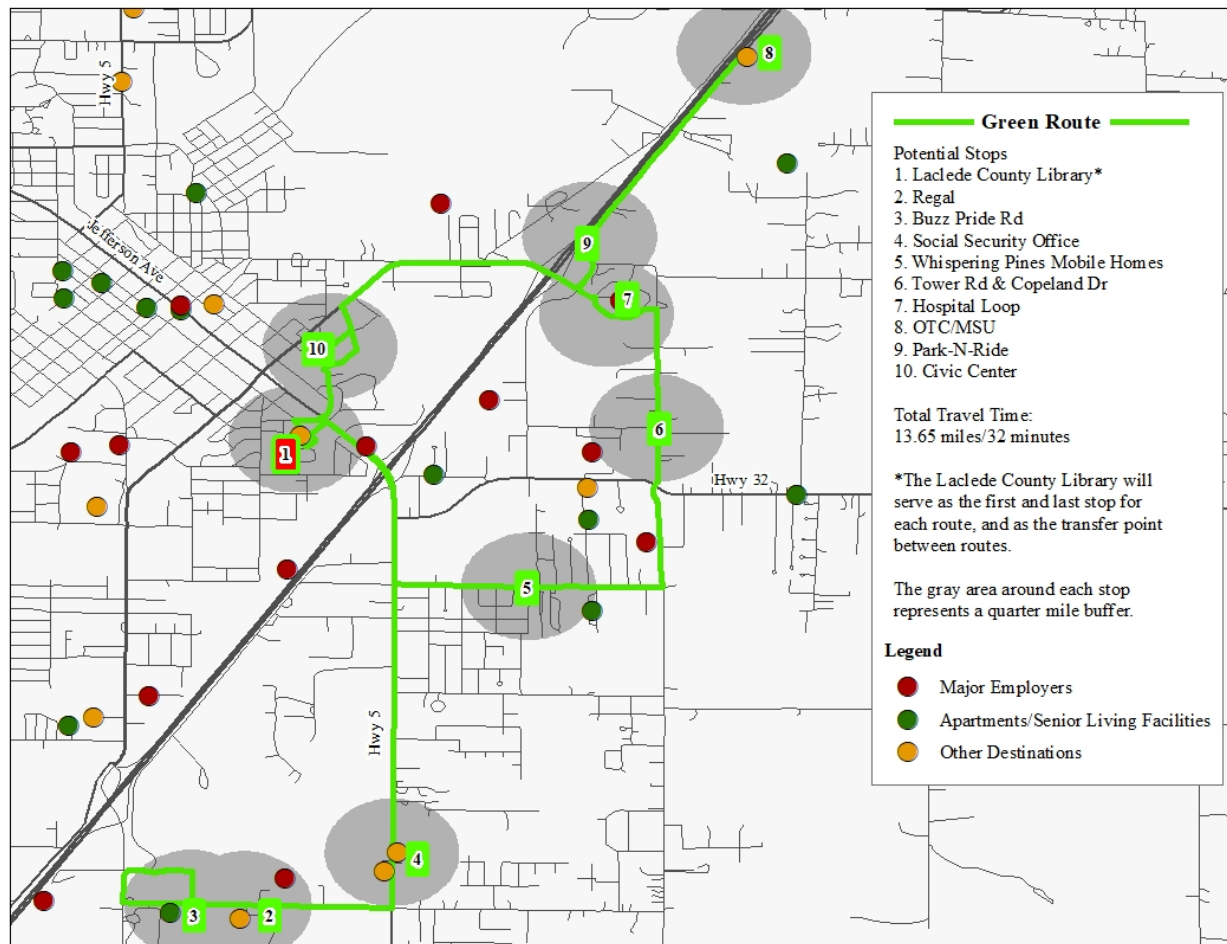 Hwy 5
8
Green Route
Potential Stops
1. Laclede County Library*
2. Regal
3. Buzz Pride Rd
4. Social Security Office
5. Whispering Pines Mobile Homes
6. Tower Rd & Copeland Dr
7. Hospital Loop
8. OTC/MSU
9. Park-N-Ride
10. Civic Center
Total Travel Time:
13.65 miles/32 minutes
*The Laclede County Library will
serve as the first and last stop for
each route, and as the transfer point
between routes.
The gray area around each stop
represents a quarter mile buffer.
Legend
Major Employers
Apartments/Senior Living Facilities
Other Destinations
Jefferson Ave
9
7
10
6
1
Hwy 32
5
Hwy 5
4
3
2